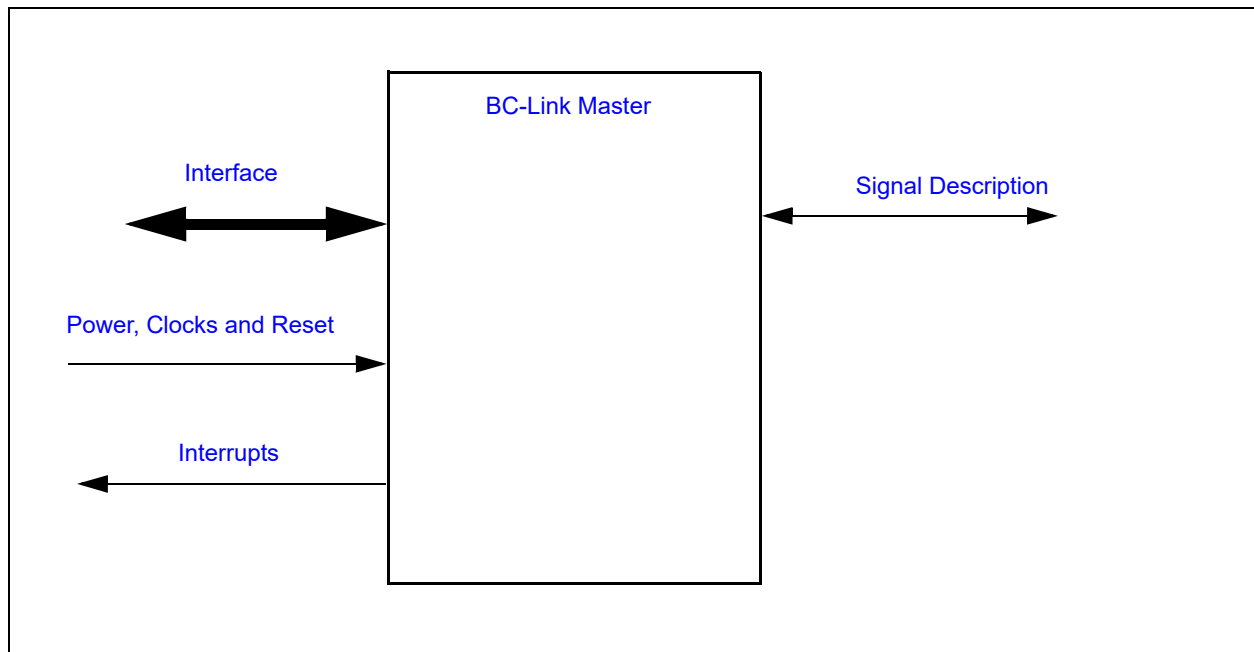 BC-Link Master
Interface
Signal Description
Power, Clocks and Reset
Interrupts